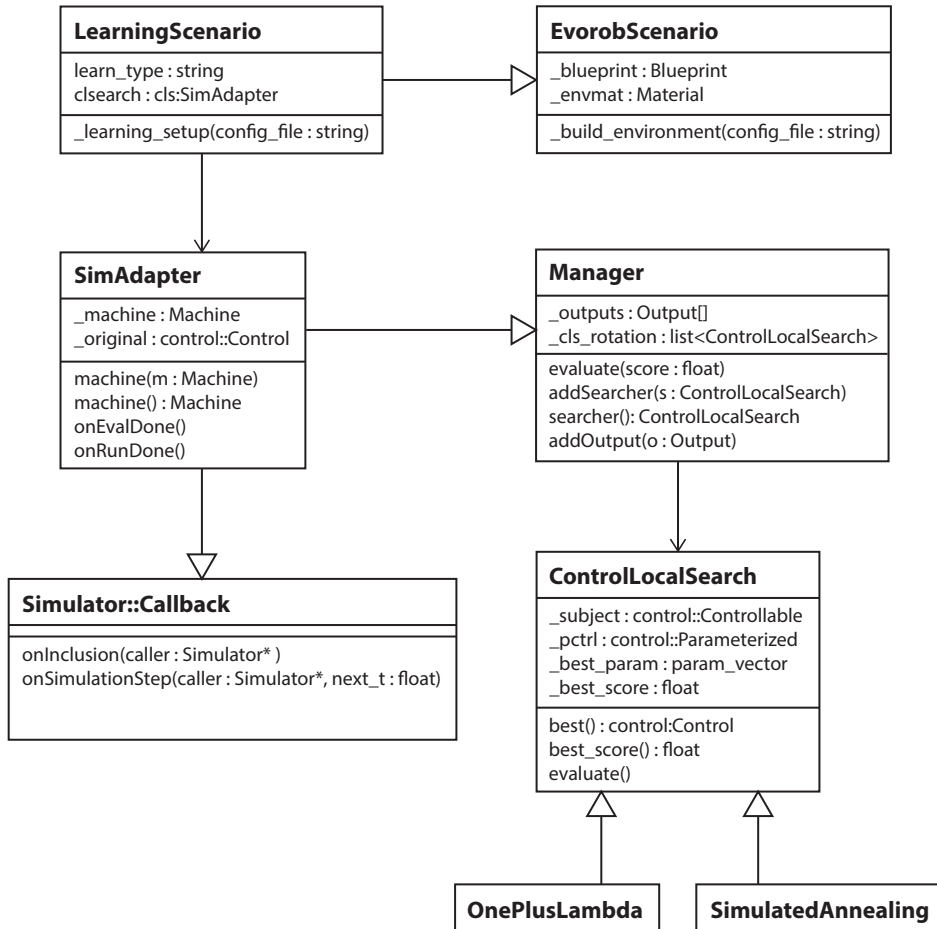 LearningScenario
learn_type : string
clsearch : cls:SimAdapter
_learning_setup(config_file : string)
EvorobScenario
_blueprint : Blueprint
_envmat : Material
_build_environment(config_file : string)
SimAdapter
_machine : Machine
_original : control::Control
machine(m : Machine)
machine() : Machine
onEvalDone()
onRunDone()
Manager
_outputs : Output[]
_cls_rotation : list<ControlLocalSearch>
evaluate(score : float)
addSearcher(s : ControlLocalSearch)
searcher(): ControlLocalSearch
addOutput(o : Output)
Simulator::Callback
onInclusion(caller : Simulator* )
onSimulationStep(caller : Simulator*, next_t : float)
ControlLocalSearch
_subject : control::Controllable
_pctrl : control::Parameterized
_best_param : param_vector
_best_score : float
best() : control:Control
best_score() : float
evaluate()
OnePlusLambda
SimulatedAnnealing